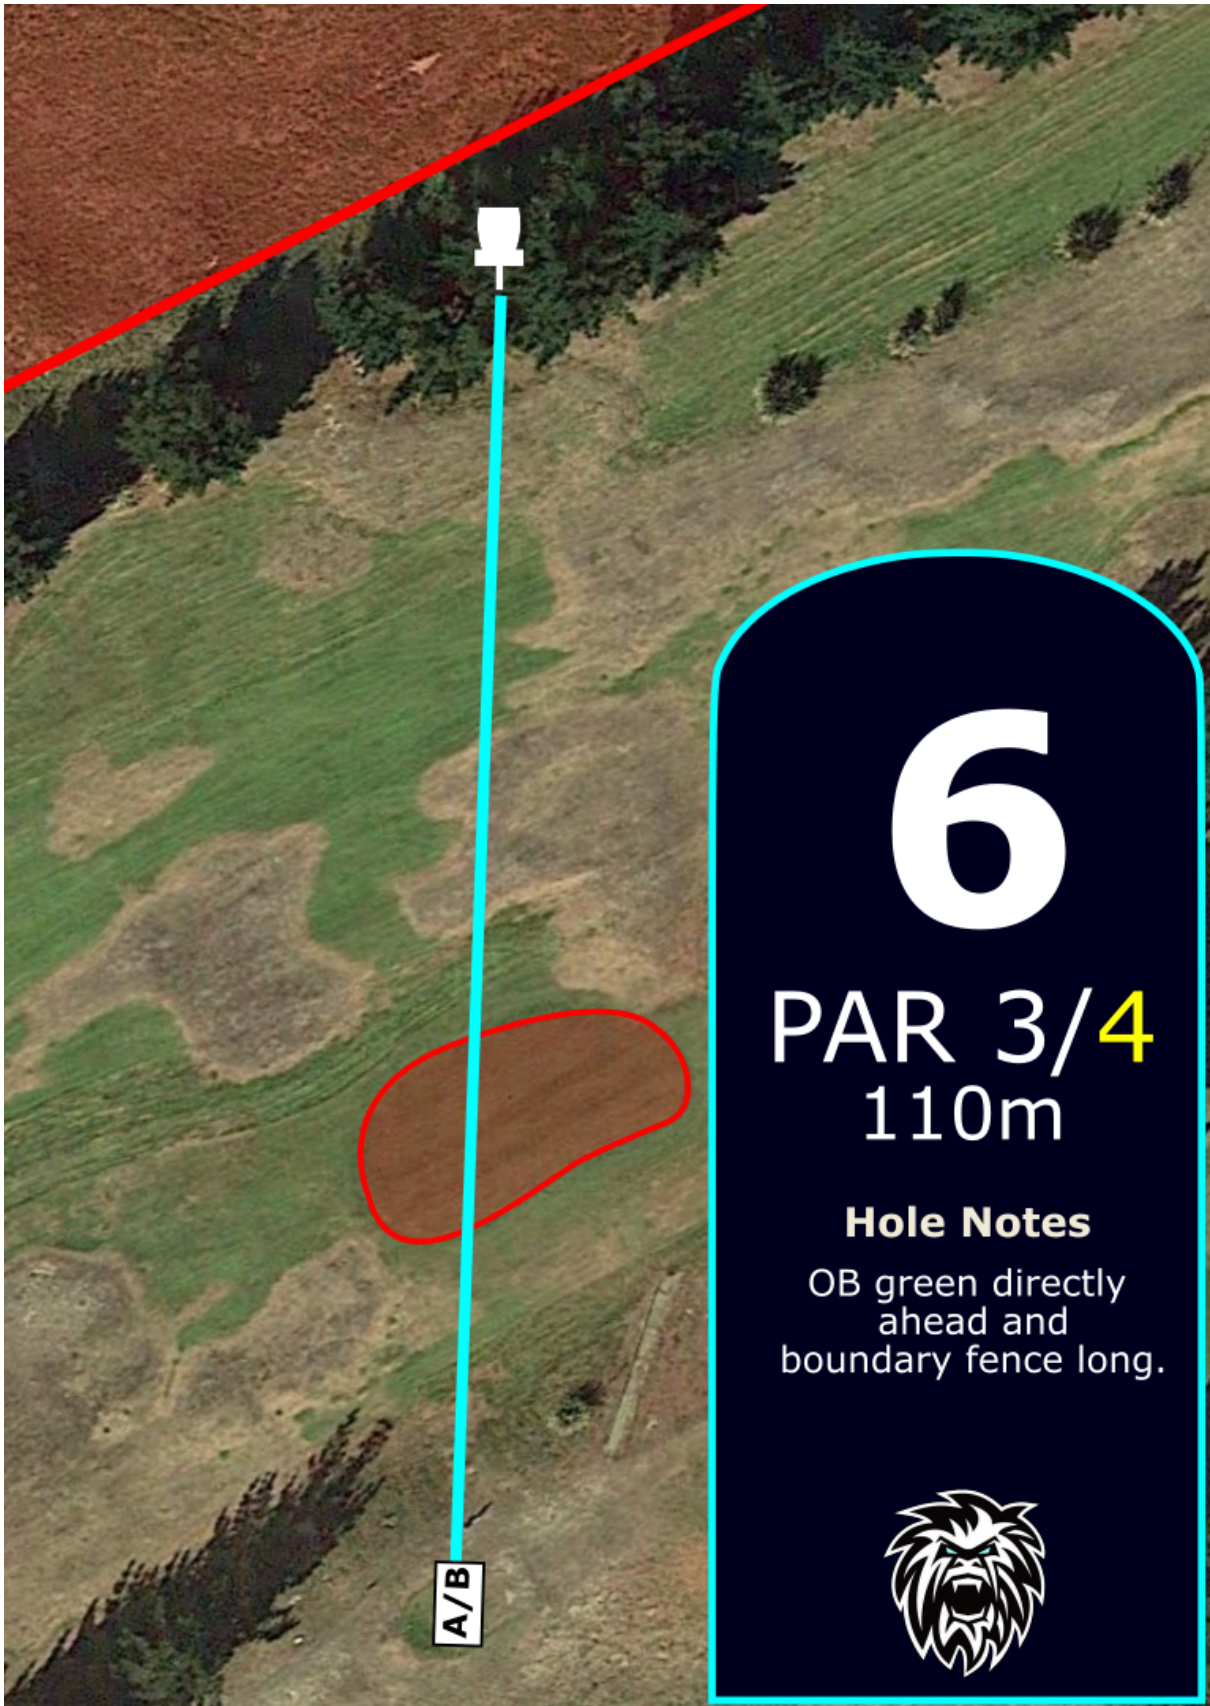 6
PAR 3/4
110m
Hole Notes
OB green directly
ahead and
boundary fence long.
A/B